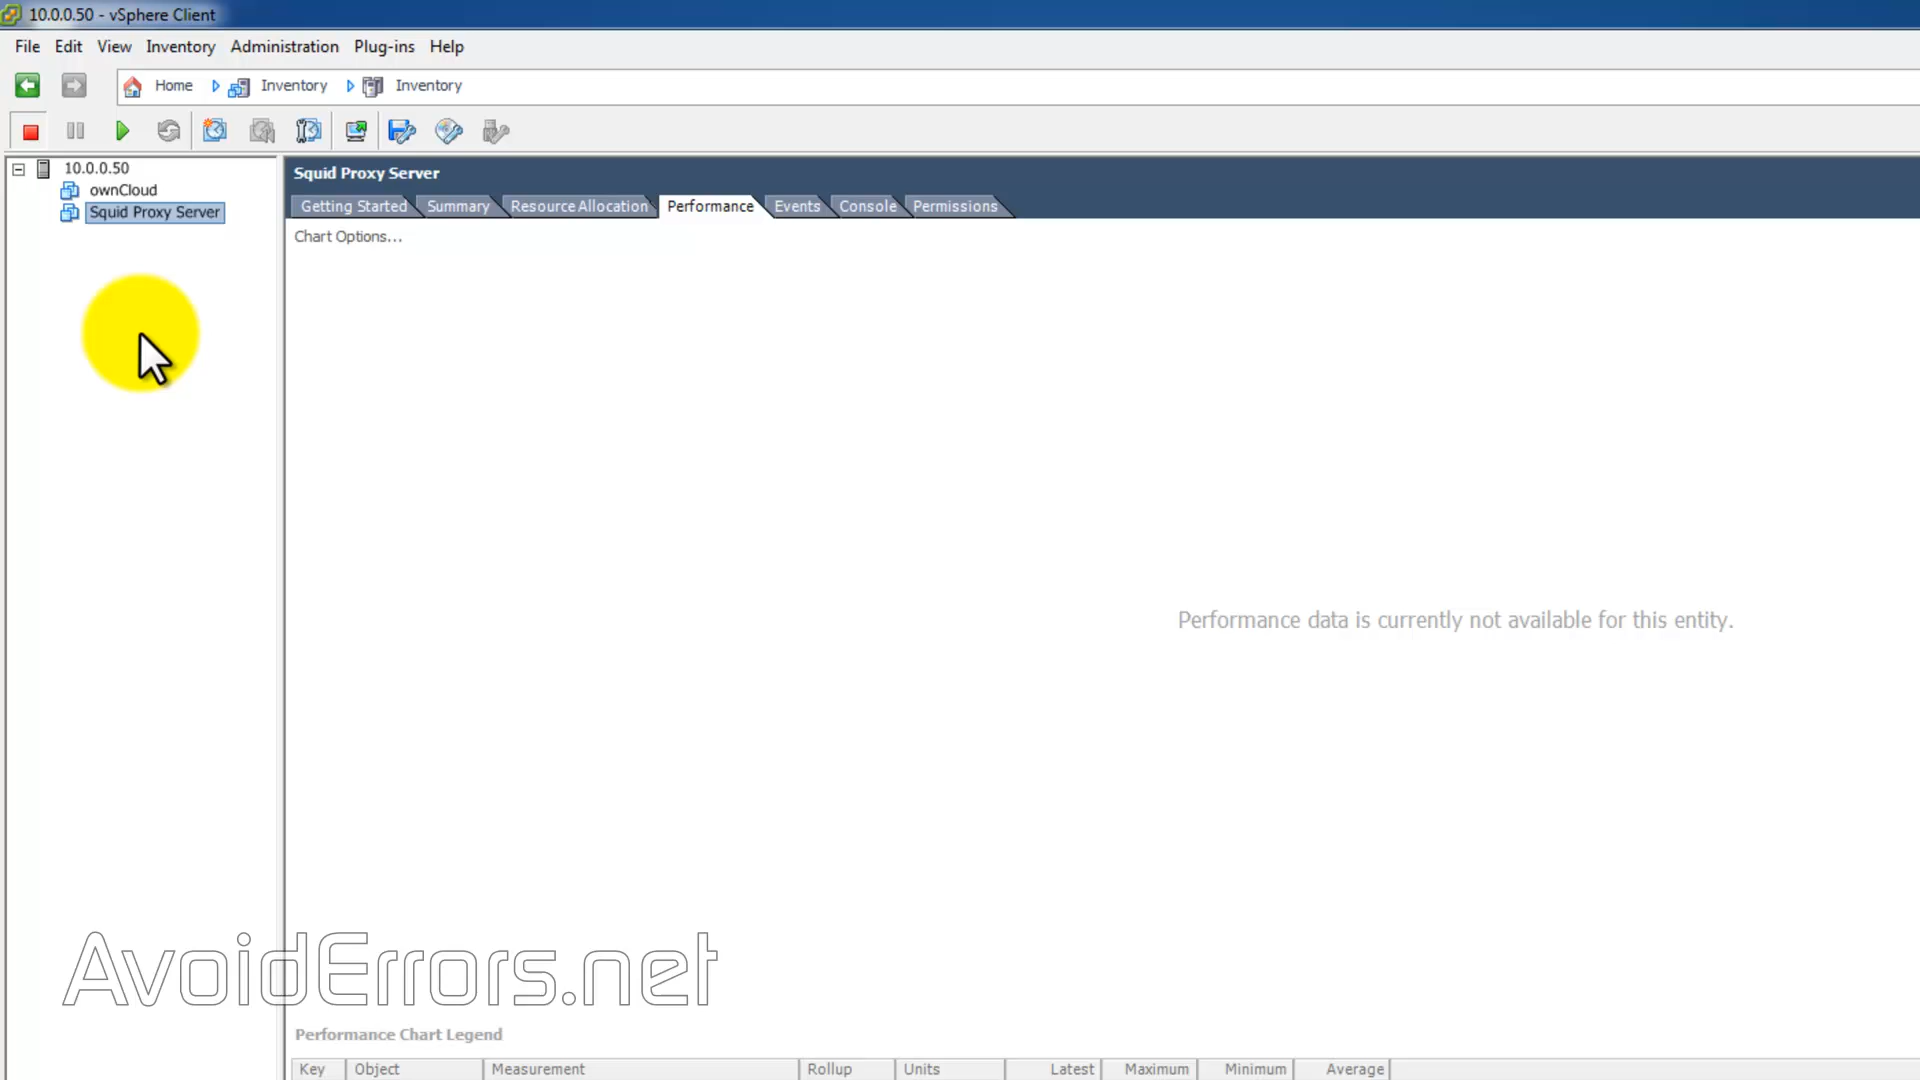 10.0.0.50 - vSphere Client
File Edit View Inventory Administration Plug-ins Help
Home Inventory Inventory
10.0.0.50
ownCloud
Squid Proxy Server
Squid Proxy Server
Getting Started Summary Resource Allocation Performance Events Console Permissions
Chart Options...
Performance data is currently not available for this entity.
AvoidErrors.net
Performance Chart Legend
Key Object Measurement Rollup Units Latest Maximum Minimum Average